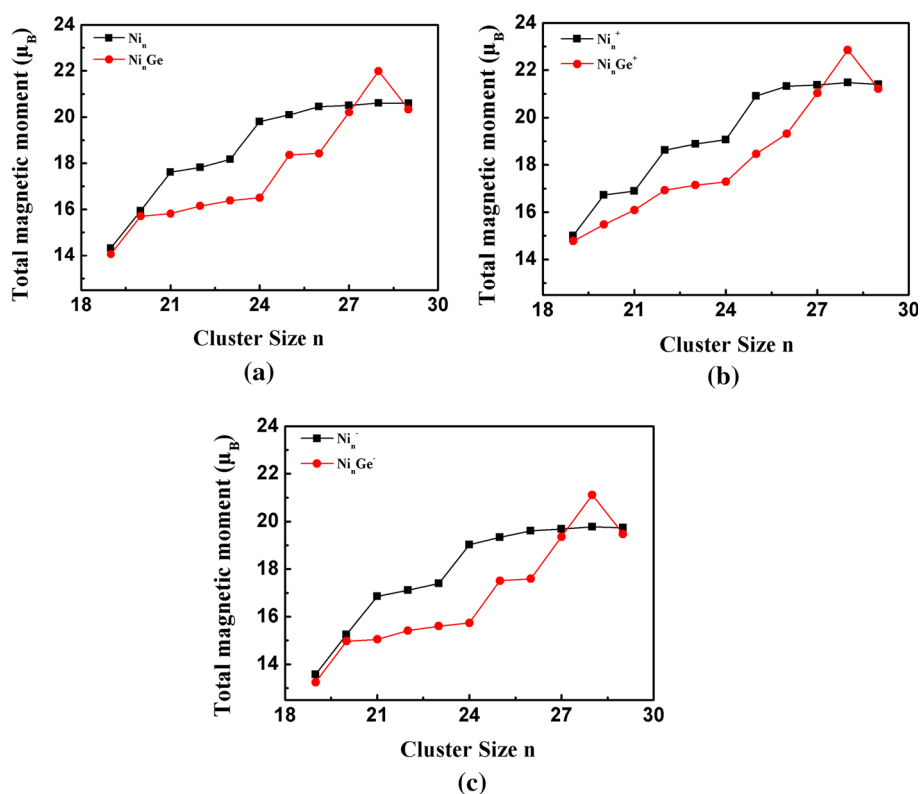 (a)
Total magnetic moment (μ_B)
24
22
20
18
16
14
Ni_n
Ni_nGe
18 21 24 27 30
Cluster Size n
(a)
Total magnetic moment (μ_B)
24
22
20
18
16
14
Ni_n^+
Ni_nGe^+
18 21 24 27 30
Cluster Size n
(b)
Total magnetic moment (μ_B)
24
22
20
18
16
14
Ni_n^-
Ni_nGe^-
18 21 24 27 30
Cluster Size n
(c)